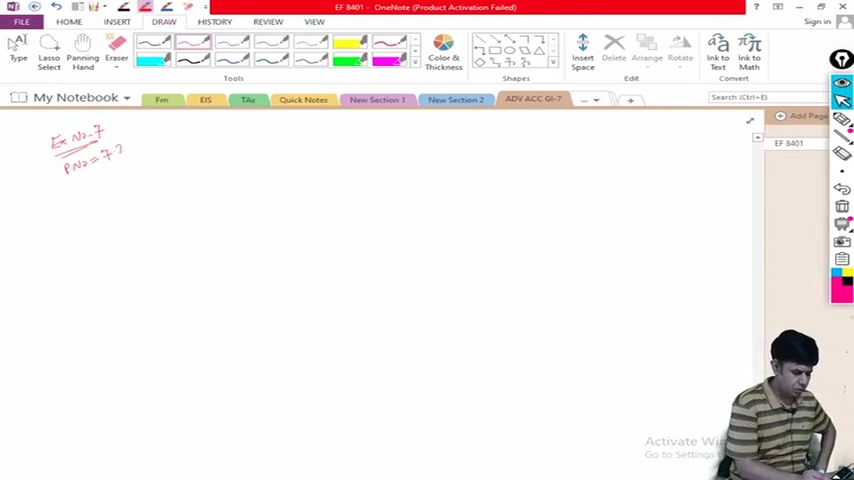 EF 8401 - OneNote (Product Activation Failed)
FILE HOME INSERT DRAW HISTORY REVIEW VIEW
Sign in
Type Lasso Select Panning Hand Eraser Color & Thickness Insert Space Delete Arrange Rotate Ink to Text Ink to Math
Tools Shapes Edit Convert
My Notebook Fm EIS TAx Quick Notes New Section 1 New Section 2 ADV ACC GI-7 Search (Ctrl+E)
Add Page
EF 8401
Ex No-7
P.No = 7.
Activate Win
Go to Settings